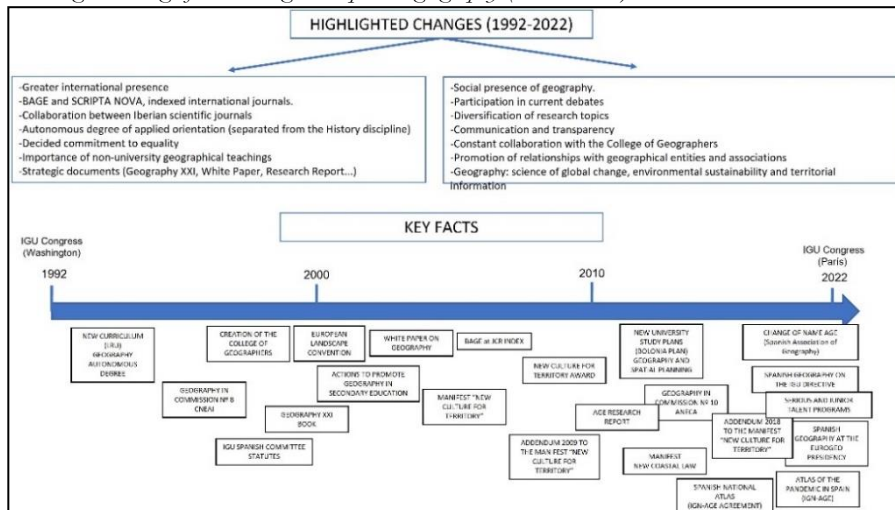 HIGHLIGHTED CHANGES (1992-2022)
-Greater international presence
-BAGE and SCRIPTA NOVA, indexed international journals.
-Collaboration between Iberian scientific journals
-Autonomous degree of applied orientation (separated from the History discipline)
-Decided commitment to equality
-Importance of non-university geographical teachings
-Strategic documents (Geography XXI, White Paper, Research Report...)
-Social presence of geography.
-Participation in current debates
-Diversification of research topics
-Communication and transparency
-Constant collaboration with the College of Geographers
-Promotion of relationships with geographical entities and associations
-Geography: science of global change, environmental sustainability and territorial
information
KEY FACTS
IGU Congress
(Washington)
1992
2000
2010
IGU Congress
(Paris)
2022
NEW CURRICULUM
(LRU)
GEOGRAPHY
AUTONOMOUS
DEGREE
CREATION OF THE
COLLEGE OF
GEOGRAPHERS
EUROPEAN
LANDSCAPE
CONVENTION
WHITE PAPER ON
GEOGRAPHY
BAGE at JCR INDEX
NEW UNIVERSITY
STUDY PLANS
(BOLONIA PLAN)
GEOGRAPHY AND
SPATIAL PLANNING
CHANGE OF NAME AGE
(Spanish Association of
Geography)
GEOGRAPHY IN
COMMISSION Nº 8
CNEAI
ACTIONS TO PROMOTE
GEOGRAPHY IN
SECONDARY EDUCATION
NEW CULTURE FOR
TERRITORY AWARD
SPANISH GEOGRAPHY ON
THE IGU DIRECTIVE
GEOGRAPHY XXI
BOOK
MANIFEST "NEW
CULTURE FOR
TERRITORY"
AGE RESEARCH
REPORT
GEOGRAPHY IN
COMMISSION Nº 10
ANECA
SERIOUS AND JUNIOR
TALENT PROGRAMS
IGU SPANISH COMMITTEE
STATUTES
ADDENDUM 2009 TO
THE MANIFEST "NEW
CULTURE FOR
TERRITORY"
MANIFEST
NEW COASTAL LAW
ADDENDUM 2018
TO THE MANIFEST
"NEW CULTURE FOR
TERRITORY"
SPANISH
GEOGRAPHY AT THE
EUROGEO
PRESIDENCY
SPANISH NATIONAL
ATLAS
(IGN-AGE AGREEMENT)
ATLAS OF THE
PANDEMIC IN SPAIN
(IGN-AGE)